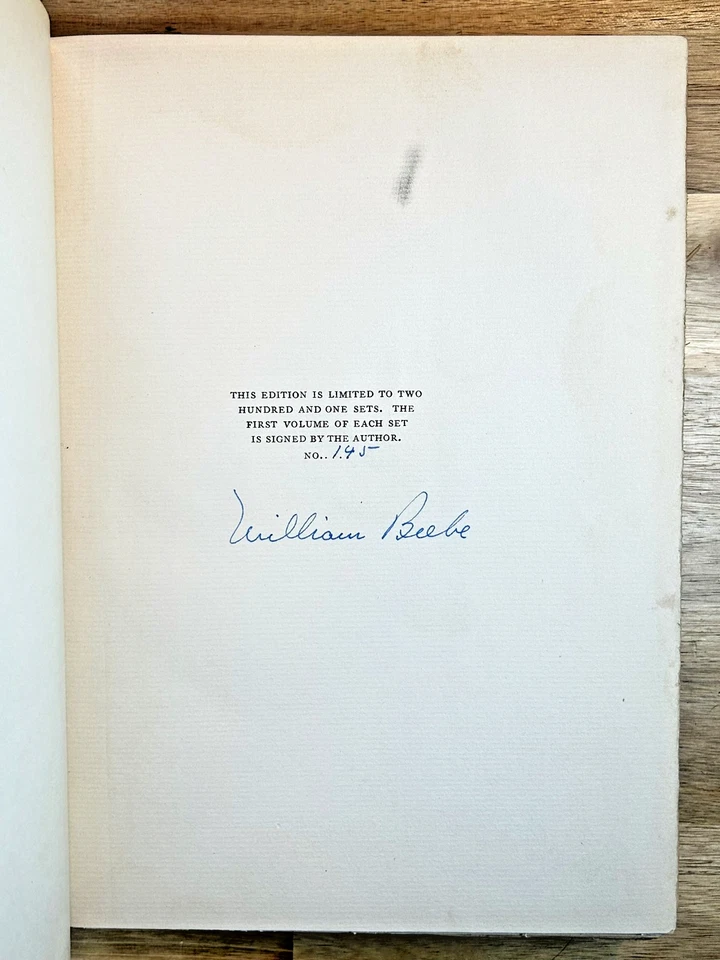 THIS EDITION IS LIMITED TO TWO
HUNDRED AND ONE SETS. THE
FIRST VOLUME OF EACH SET
IS SIGNED BY THE AUTHOR.
NO.. 145
William Beebe